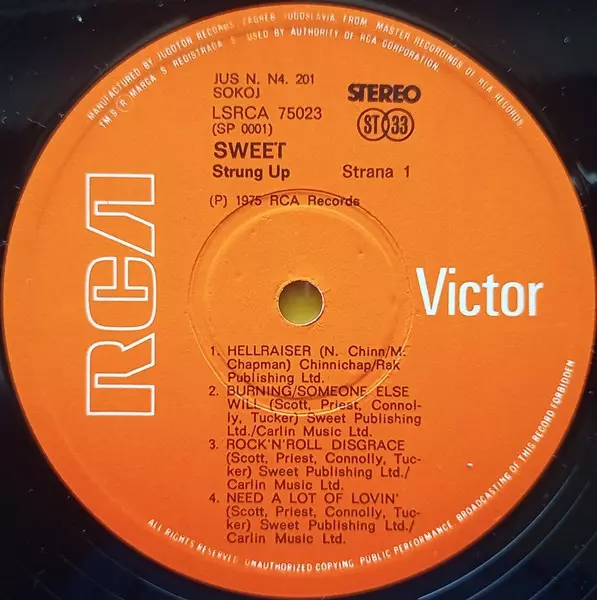 MANUFACTURED BY JUGOTON RECORDS, ZAGREB, JUGOSLAVIA, FROM MASTER RECORDINGS OF RCA RECORDS.
TM'S ® MARCA S REGISTRADA S. USED BY AUTHORITY OF RCA CORPORATION.
JUS N. N4. 201
SOKOJ
LSRCA 75023
(SP 0001)
STEREO
ST 33
SWEET
Strung Up Strana 1
(P) 1975 RCA Records
RCA
Victor
1. HELLRAISER (N. Chinn/M.
Chapman) Chinnichap/Rak
Publishing Ltd.
2. BURNING/SOMEONE ELSE
WILL (Scott, Priest, Connol-
ly, Tucker) Sweet Publishing
Ltd./Carlin Music Ltd.
3. ROCK'N'ROLL DISGRACE
(Scott, Priest, Connolly, Tuc-
ker) Sweet Publishing Ltd./
Carlin Music Ltd.
4. NEED A LOT OF LOVIN'
(Scott, Priest, Connolly, Tuc-
ker) Sweet Publishing Ltd./
Carlin Music Ltd.
ALL RIGHTS RESERVED. UNAUTHORIZED COPYING, PUBLIC PERFORMANCE, BROADCASTING OF THIS RECORD FORBIDDEN